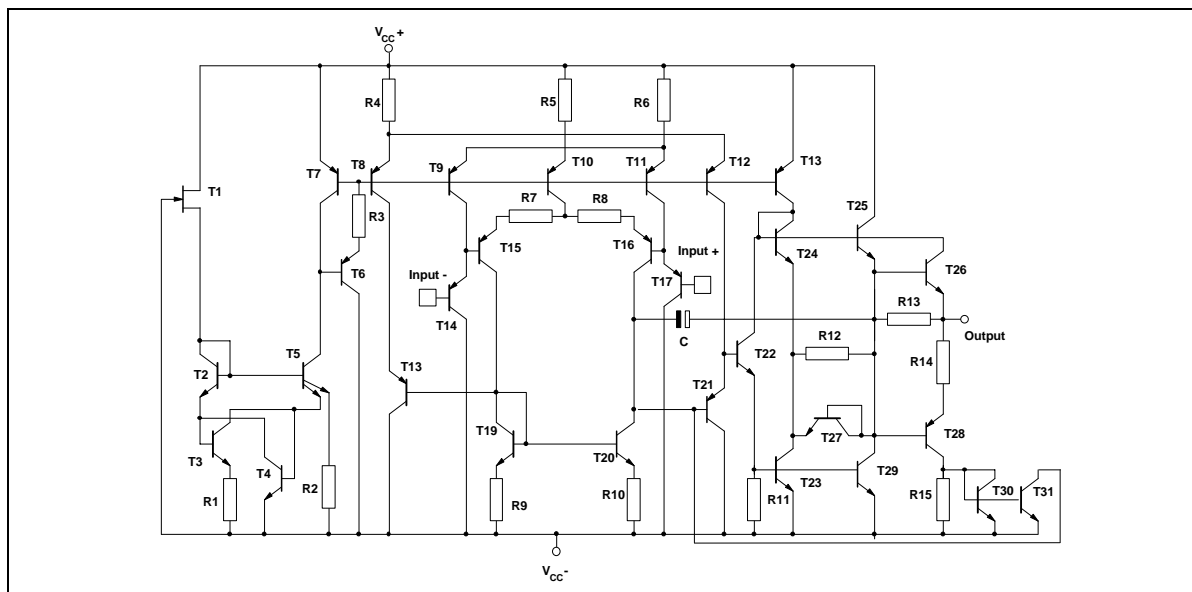 V CC +
R4
R5
R6
T7
T8
T9
T10
T11
T12
T13
T1
R3
R7
R8
T25
T6
T15
T16
Input +
T24
T26
Input -
T17
R13
T14
Output
C
R12
T22
R14
T2
T5
T13
T21
T19
T27
T28
T20
T3
T4
R2
R11
T23
T29
R15
T30
T31
R1
R9
R10
V CC -